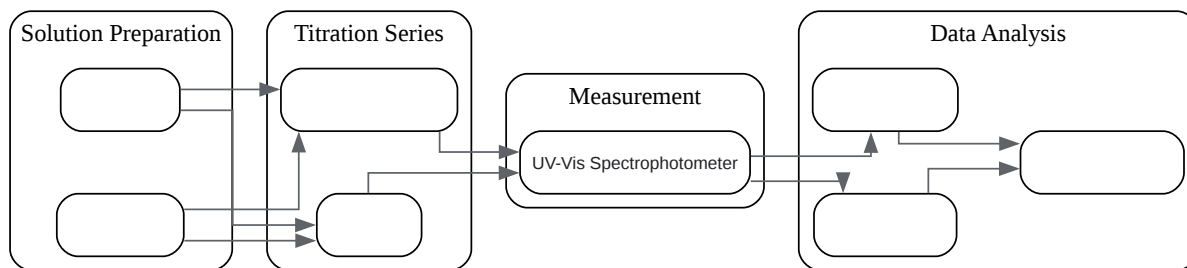 Solution Preparation
Titration Series
Measurement
UV-Vis Spectrophotometer
Data Analysis